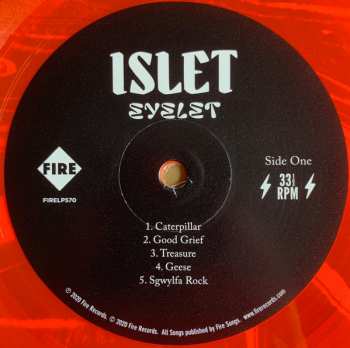 ISLET
EYELET
FIRE
FIRELP570
Side One
33⅓
RPM
1. Caterpillar
2. Good Grief
3. Treasure
4. Geese
5. Sgwylfa Rock
℗ 2020 Fire Records. © 2020 Fire Records. All Songs published by Fire Songs. www.firerecords.com